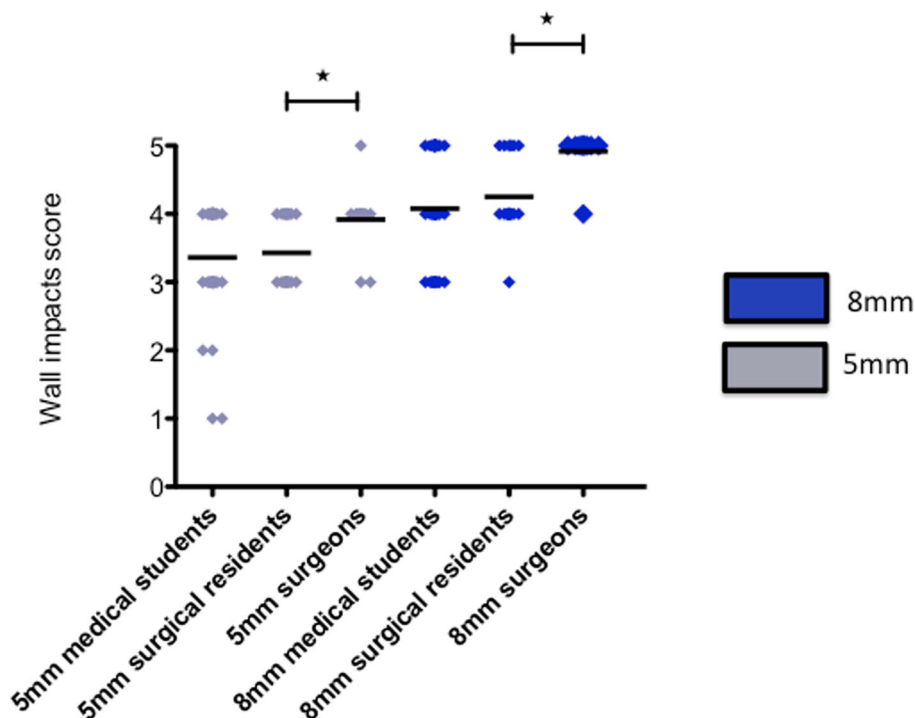 ★
★
Wall impacts score
5
4
3
2
1
0
5mm medical students
5mm surgical residents
5mm surgeons
8mm medical students
8mm surgical residents
8mm surgeons
8mm
5mm